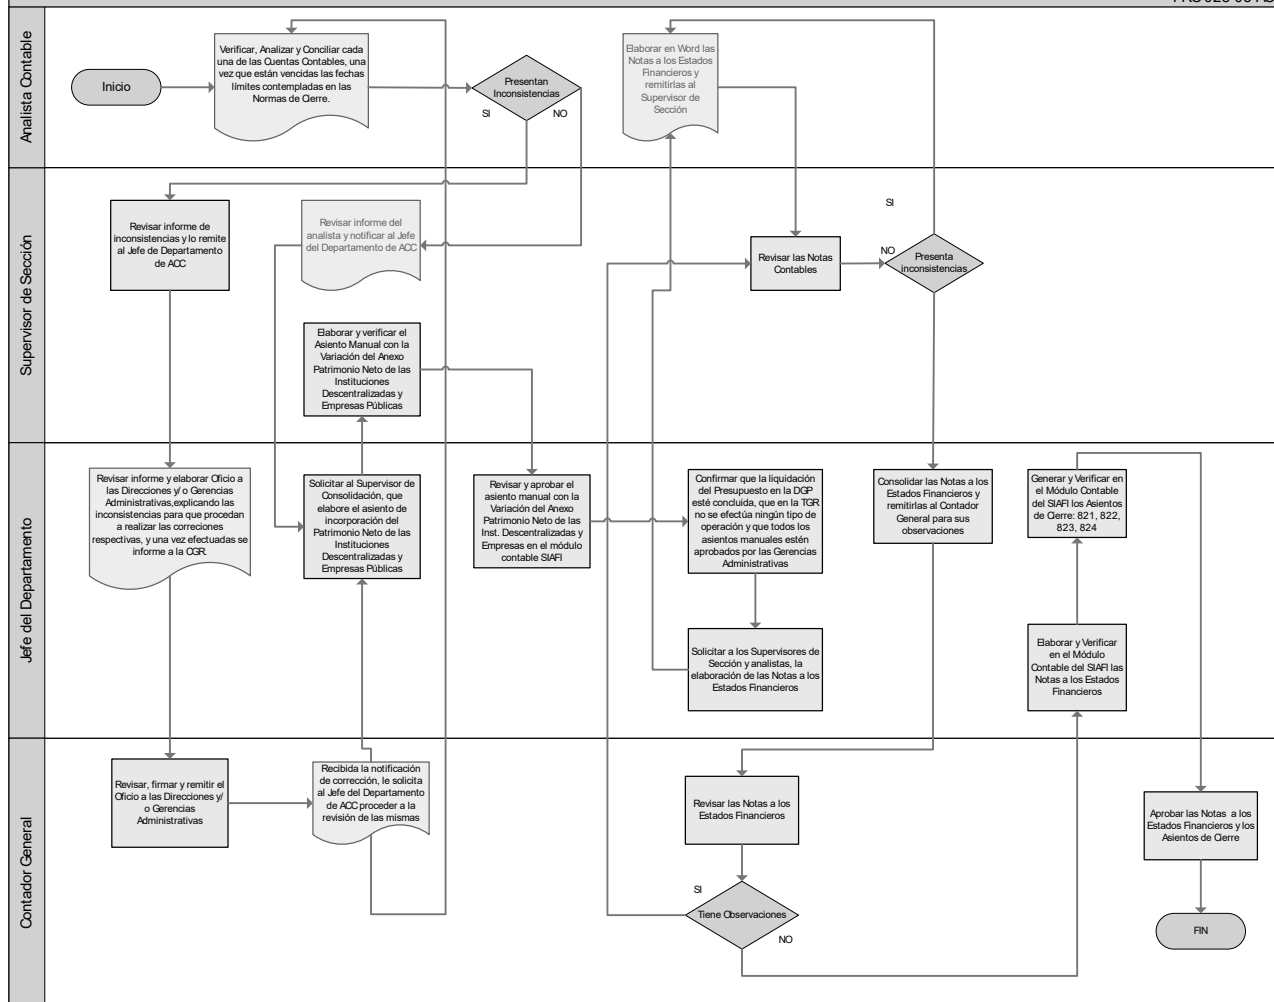 Analista Contable
Inicio
Verificar, Analizar y Conciliar cada
una de las Cuentas Contables, una
vez que están vencidas las fechas
límites contempladas en las
Normas de Cierre.
Presentan
Inconsistencias
SI
NO
Elaborar en Word las
Notas a los Estados
Financieros y
remitirlas al
Supervisor de
Sección
Supervisor de Sección
Revisar informe de
inconsistencias y lo remite
al Jefe de Departamento
de ACC
Revisar informe del
analista y notificar al Jefe
del Departamento de ACC
Elaborar y verificar el
Asiento Manual con la
Variación del Anexo
Patrimonio Neto de las
Instituciones
Descentralizadas y
Empresas Públicas
Revisar las Notas
Contables
SI
NO
Presenta
inconsistencias
Jefe del Departamento
Revisar informe y elaborar Oficio a
las Direcciones y/ o Gerencias
Administrativas,explicando las
inconsistencias para que procedan
a realizar las correciones
respectivas, y una vez efectuadas se
informe a la CGR.
Solicitar al Supervisor de
Consolidación, que
elabore el asiento de
incorporación del
Patrimonio Neto de las
Instituciones
Descentralizadas y
Empresas Públicas
Revisar y aprobar el
asiento manual con la
Variación del Anexo
Patrimonio Neto de las
Inst. Descentralizadas y
Empresas en el módulo
contable SIAFI
Confirmar que la liquidación
del Presupuesto en la DGP
esté concluida, que en la TGR
no se efectúa ningún tipo de
operación y que todos los
asientos manuales estén
aprobados por las Gerencias
Administrativas
Solicitar a los Supervisores de
Sección y analistas, la
elaboración de las Notas a los
Estados Financieros
Consolidar las Notas a los
Estados Financieros y
remitirlas al Contador
General para sus
observaciones
Generar y Verificar en
el Módulo Contable
del SIAFI los Asientos
de Cierre: 821, 822,
823, 824
Elaborar y Verificar
en el Módulo
Contable del SIAFI las
Notas a los Estados
Financieros
Contador General
Revisar, firmar y remitir el
Oficio a las Direcciones y/
o Gerencias
Administrativas
Recibida la notificación
de corrección, le solicita
al Jefe del Departamento
de ACC proceder a la
revisión de las mismas
Revisar las Notas a los
Estados Financieros
SI
Tiene Observaciones
NO
Aprobar las Notas a los
Estados Financieros y los
Asientos de Cierre
FIN